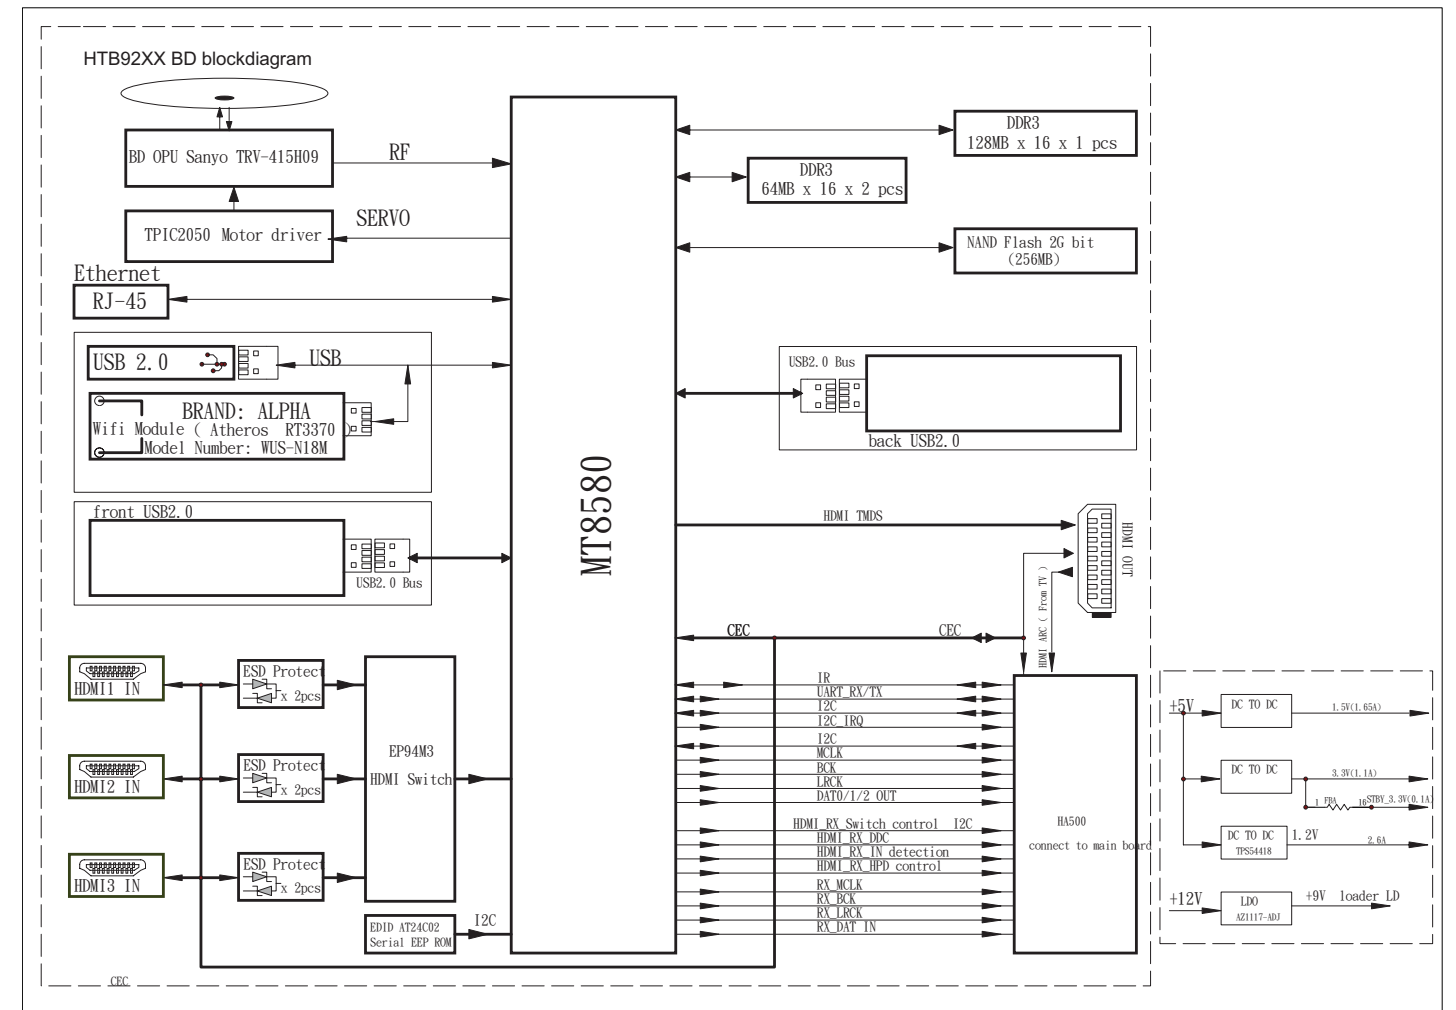 HTB92XX BD blockdiagram
BD OPU Sanyo TRV-415H09
RF
TPIC2050 Motor driver
SERVO
Ethernet
RJ-45
USB 2.0
USB
BRAND: ALPHA
Wifi Module ( Atheros RT3370 )
Model Number: WUS-N18M
front USB2.0
USB2.0 Bus
HDMI1 IN
ESD Protect
x 2pcs
HDMI2 IN
ESD Protect
x 2pcs
HDMI3 IN
ESD Protect
x 2pcs
EP94M3
HDMI Switch
EDID AT24C02
Serial EEP ROM
I2C
CEC
MT8580
DDR3
128MB x 16 x 1 pcs
DDR3
64MB x 16 x 2 pcs
NAND Flash 2G bit
(256MB)
USB2.0 Bus
back USB2.0
HDMI TMDS
HDMI OUT
HDMI ARC ( From TV )
CEC
CEC
IR
UART_RX/TX
I2C
I2C_IRQ
I2C
MCLK
BCK
LRCK
DAT0/1/2 OUT
HDMI_RX_Switch control I2C
HDMI_RX_DDC
HDMI_RX_IN detection
HDMI_RX_HPD control
RX_MCLK
RX_BCK
RX_LRCK
RX_DAT IN
HA500
connect to main board
+5V
DC TO DC
1.5V(1.65A)
DC TO DC
3.3V(1.1A)
1 FBA 16
STBY_3.3V(0.1A)
DC TO DC
TPS54418
1.2V
2.6A
+12V
LDO
AZ1117-ADJ
+9V loader LD